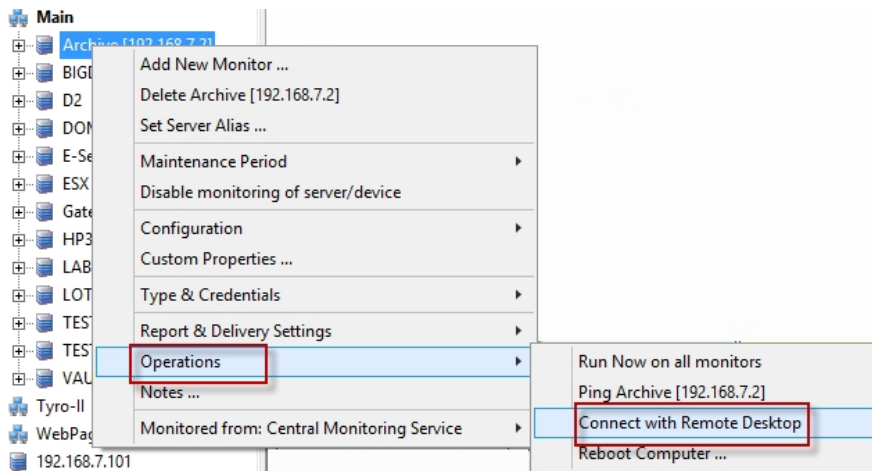 Main
Archive [192.168.7.2]
BIGD
D2
DOM
E-Se
ESX
Gate
HP3
LAB
LOT
TEST
TEST
VAU
Tyro-II
WebPag
192.168.7.101
Add New Monitor ...
Delete Archive [192.168.7.2]
Set Server Alias ...
Maintenance Period
Disable monitoring of server/device
Configuration
Custom Properties ...
Type & Credentials
Report & Delivery Settings
Operations
Notes ...
Monitored from: Central Monitoring Service
Run Now on all monitors
Ping Archive [192.168.7.2]
Connect with Remote Desktop
Reboot Computer ...